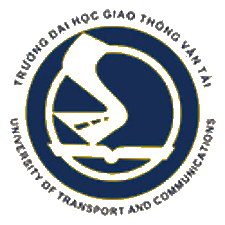 TRƯỜNG ĐẠI HỌC GIAO THÔNG VẬN TẢI
UNIVERSITY OF TRANSPORT AND COMMUNICATIONS